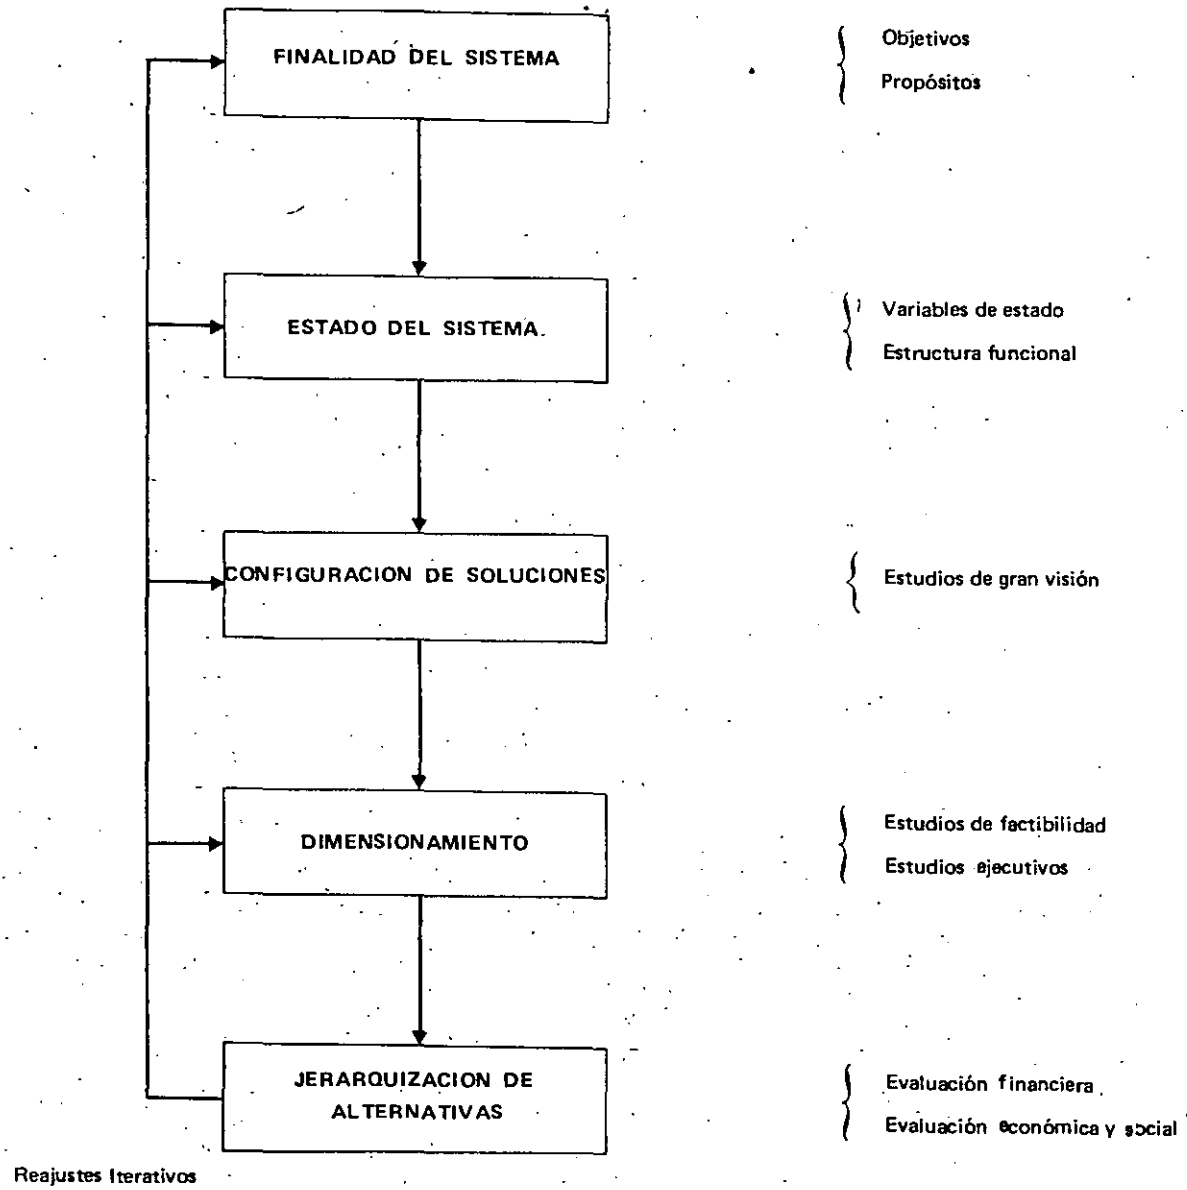 FINALIDAD DEL SISTEMA
Objetivos
Propósitos
ESTADO DEL SISTEMA.
Variables de estado
Estructura funcional
CONFIGURACION DE SOLUCIONES
Estudios de gran visión
DIMENSIONAMIENTO
Estudios de factibilidad
Estudios ejecutivos
JERARQUIZACION DE
ALTERNATIVAS
Evaluación financiera
Evaluación económica y social
Reajustes Iterativos